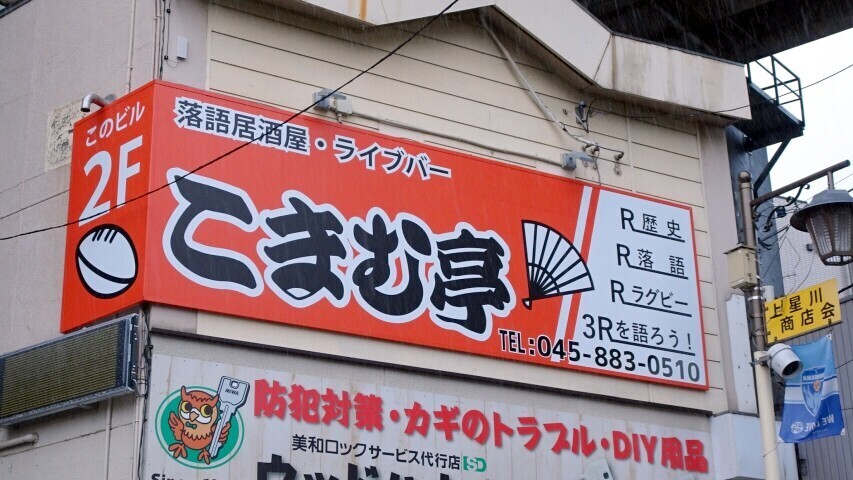 このビル
2F
落語居酒屋・ライブバー
こまむ亭
R歴史
R落語
Rラグビー
3Rを語ろう!
TEL:045-883-0510
上星川
商店会
MIWA
防犯対策・カギのトラブル・DIY用品
美和ロックサービス代行店 SD